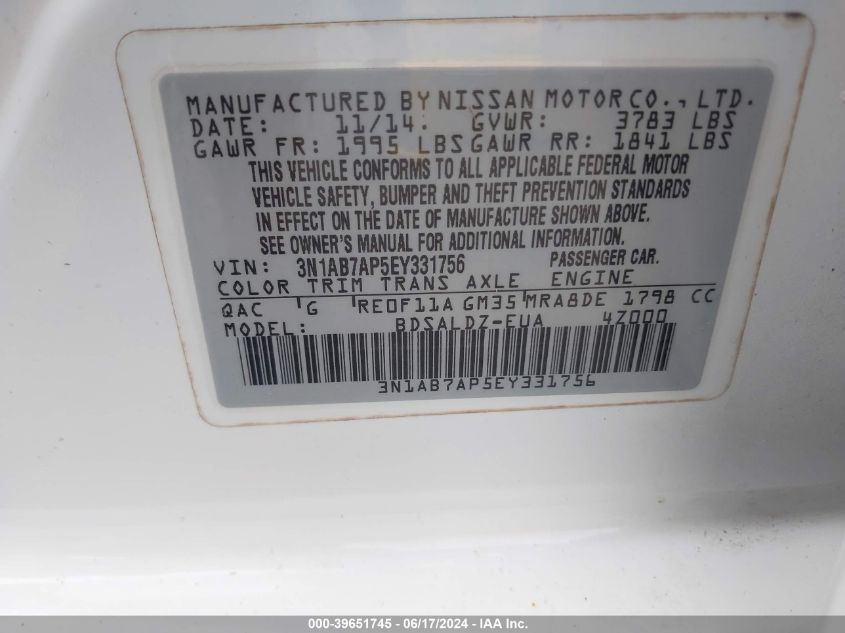 MANUFACTURED BY NISSAN MOTOR CO., LTD.
DATE: 11/14. GVWR: 3783 LBS
GAWR FR: 1995 LBS GAWR RR: 1841 LBS
THIS VEHICLE CONFORMS TO ALL APPLICABLE FEDERAL MOTOR
VEHICLE SAFETY, BUMPER AND THEFT PREVENTION STANDARDS
IN EFFECT ON THE DATE OF MANUFACTURE SHOWN ABOVE.
SEE OWNER'S MANUAL FOR ADDITIONAL INFORMATION.
VIN: 3N1AB7AP5EY331756 PASSENGER CAR.
COLOR TRIM TRANS AXLE ENGINE
QAC G RE0F11A GM35 MRA8DE 1798 CC
MODEL: BDSALDZ-EUA 4Z000
3N1AB7AP5EY331756
000-39651745 - 06/17/2024 - IAA Inc.